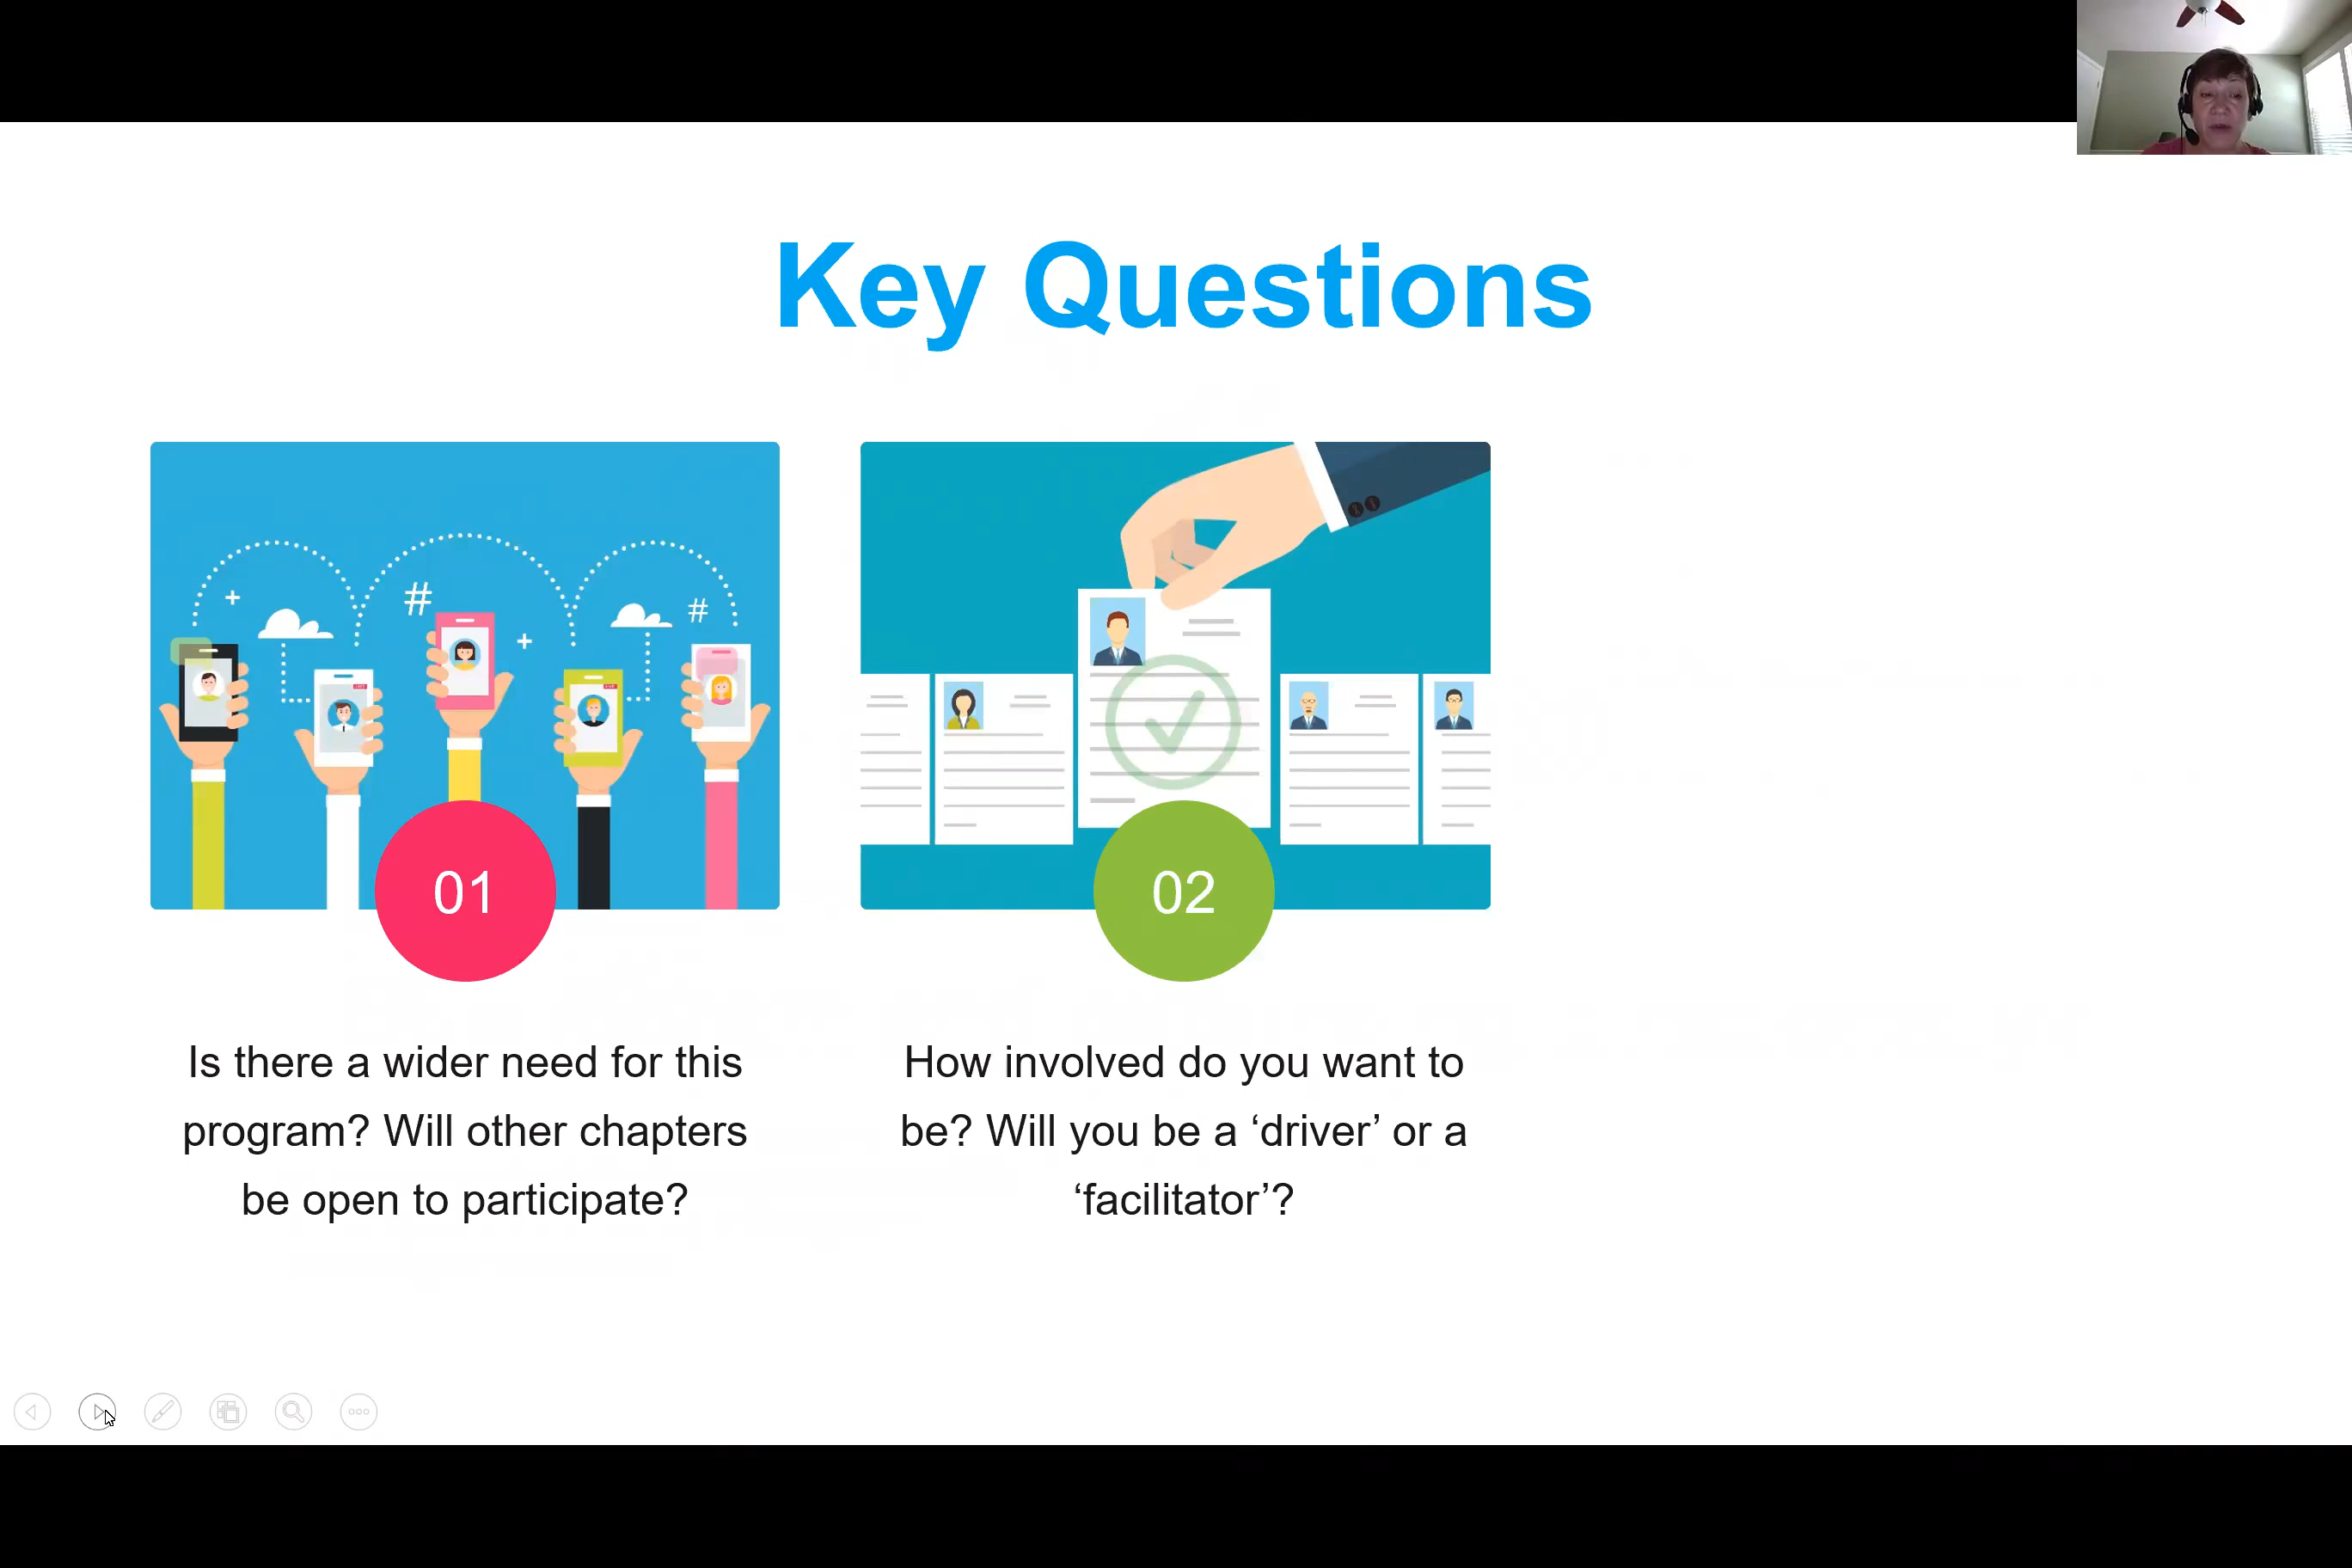 Key Questions
#
#
01
02
Is there a wider need for this
program? Will other chapters
be open to participate?
How involved do you want to
be? Will you be a ‘driver’ or a
‘facilitator’?